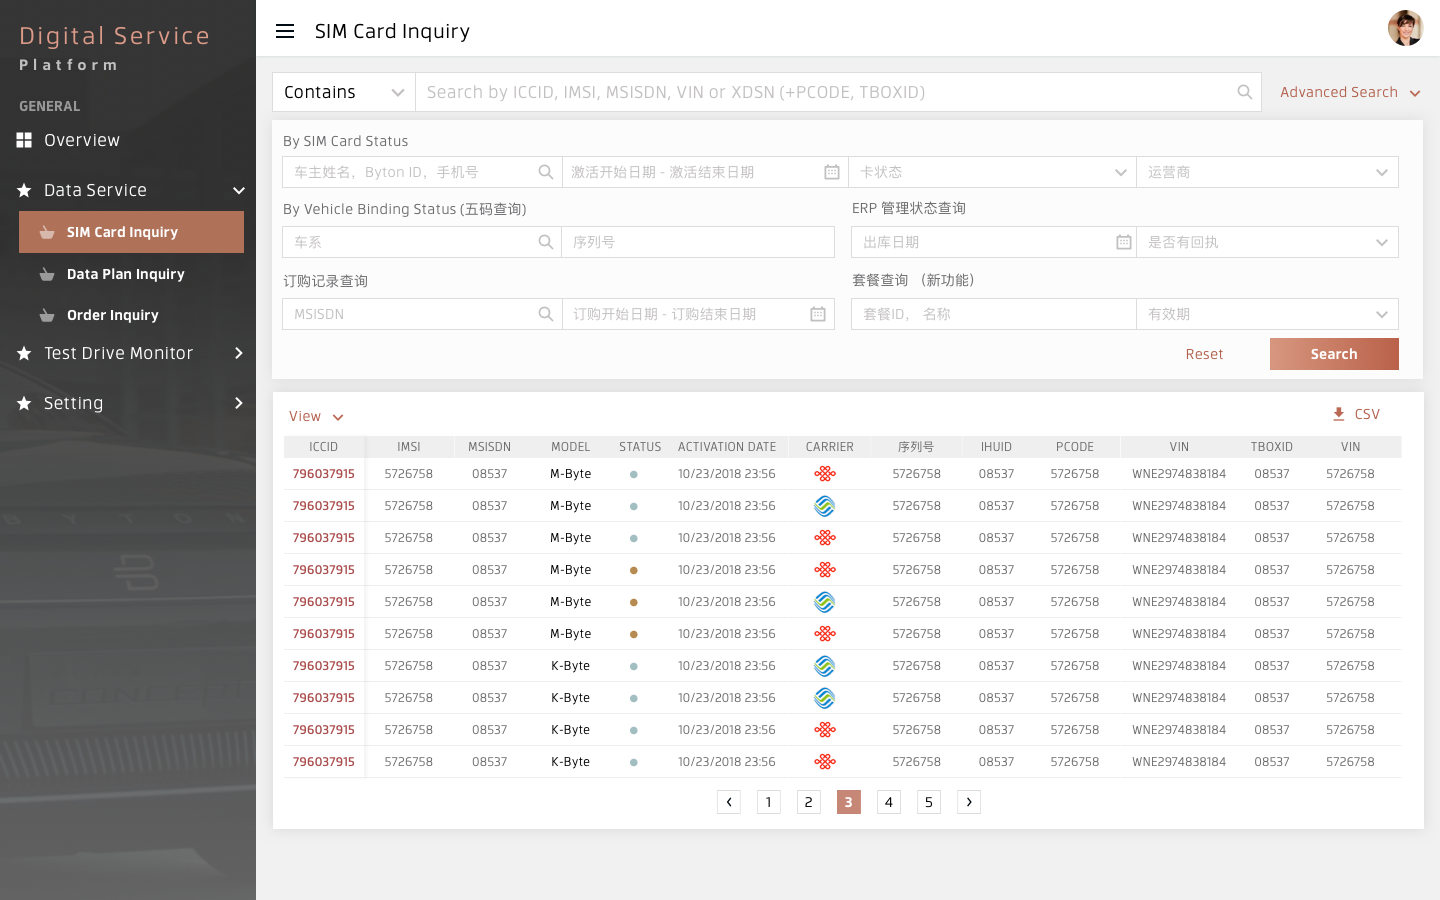 Digital Service
Platform
GENERAL
Overview
Data Service
SIM Card Inquiry
Data Plan Inquiry
Order Inquiry
Test Drive Monitor
Setting
SIM Card Inquiry
Contains
Search by ICCID, IMSI, MSISDN, VIN or XDSN (+PCODE, TBOXID)
Advanced Search
By SIM Card Status
车主姓名，Byton ID，手机号 激活开始日期 - 激活结束日期 卡状态 运营商
By Vehicle Binding Status (五码查询) ERP 管理状态查询
车系 序列号 出库日期 是否有回执
订购记录查询 套餐查询 （新功能）
MSISDN 订购开始日期 - 订购结束日期 套餐ID， 名称 有效期
Reset Search
View CSV
ICCID IMSI MSISDN MODEL STATUS ACTIVATION DATE CARRIER 序列号 IHUID PCODE VIN TBOXID VIN
796037915 5726758 08537 M-Byte 10/23/2018 23:56 5726758 08537 5726758 WNE2974838184 08537 5726758
796037915 5726758 08537 M-Byte 10/23/2018 23:56 5726758 08537 5726758 WNE2974838184 08537 5726758
796037915 5726758 08537 M-Byte 10/23/2018 23:56 5726758 08537 5726758 WNE2974838184 08537 5726758
796037915 5726758 08537 M-Byte 10/23/2018 23:56 5726758 08537 5726758 WNE2974838184 08537 5726758
796037915 5726758 08537 M-Byte 10/23/2018 23:56 5726758 08537 5726758 WNE2974838184 08537 5726758
796037915 5726758 08537 M-Byte 10/23/2018 23:56 5726758 08537 5726758 WNE2974838184 08537 5726758
796037915 5726758 08537 K-Byte 10/23/2018 23:56 5726758 08537 5726758 WNE2974838184 08537 5726758
796037915 5726758 08537 K-Byte 10/23/2018 23:56 5726758 08537 5726758 WNE2974838184 08537 5726758
796037915 5726758 08537 K-Byte 10/23/2018 23:56 5726758 08537 5726758 WNE2974838184 08537 5726758
796037915 5726758 08537 K-Byte 10/23/2018 23:56 5726758 08537 5726758 WNE2974838184 08537 5726758
1 2 3 4 5